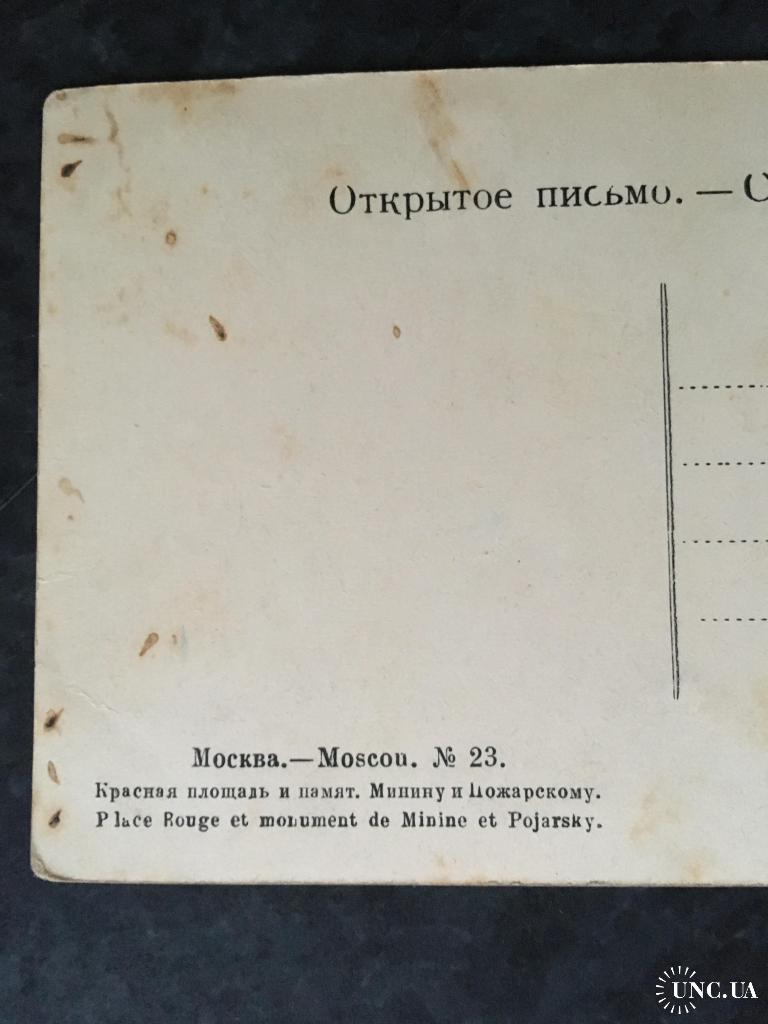 Открытое письмо. —
Москва.—Moscou. № 23.
Красная площадь и памят. Минину и Пожарскому.
Place Rouge et monument de Minine et Pojarsky.
UNC.UA